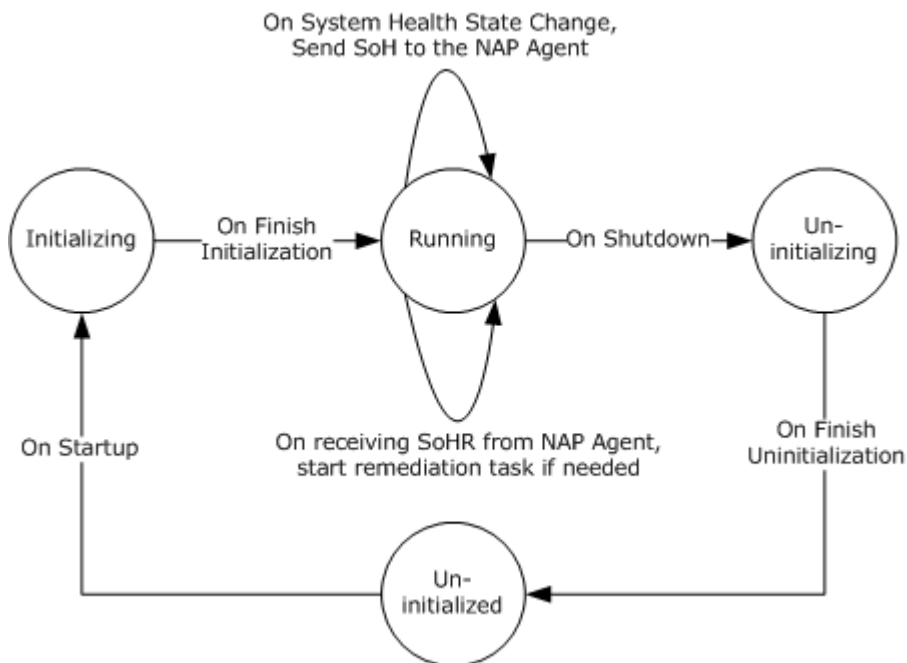 On System Health State Change,
Send SoH to the NAP Agent
Initializing
On Finish
Initialization
Running
On Shutdown
Un-
initializing
On Startup
On receiving SoHR from NAP Agent,
start remediation task if needed
On Finish
Uninitialization
Un-
initialized